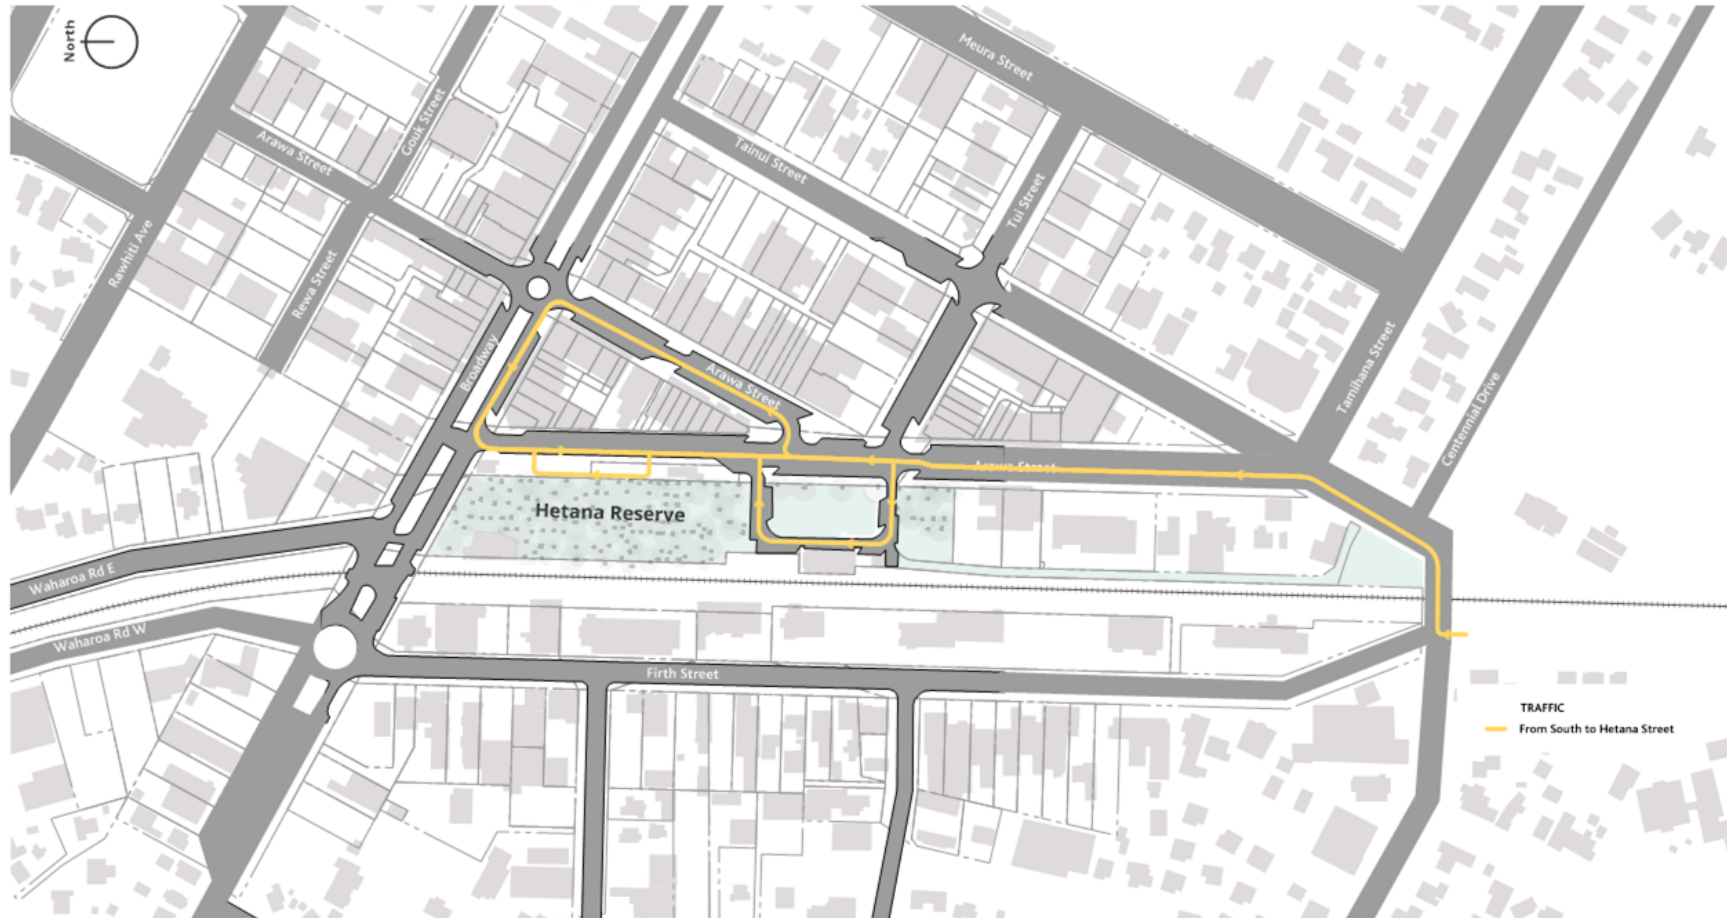 North
Meura Street
Gouk Street
Arawa Street
Tainui Street
Tui Street
Rawhiti Ave
Rewa Street
Broadway
Arawa Street
Tamihana Street
Centennial Drive
Arawa Street
Hetana Reserve
Waharoa Rd E
Waharoa Rd W
Firth Street
TRAFFIC
From South to Hetana Street